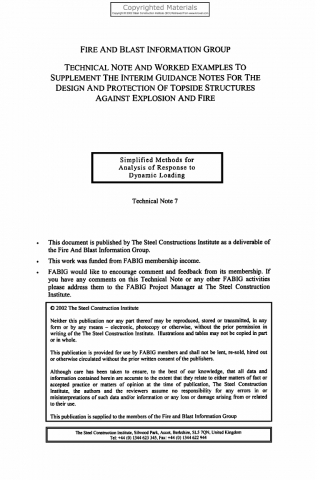 Copyrighted Materials
FIRE AND BLAST INFORMATION GROUP
TECHNICAL NOTE AND WORKED EXAMPLES TO
SUPPLEMENT THE INTERIM GUIDANCE NOTES FOR THE
DESIGN AND PROTECTION OF TOPSIDE STRUCTURES
AGAINST EXPLOSION AND FIRE
Simplified Methods for
Analysis of Response to
Dynamic Loading
Technical Note 7
• This document is published by The Steel Constructions Institute as a deliverable of
the Fire And Blast Information Group.
• This work was funded from FABIG membership income.
• FABIG would like to encourage comment and feedback from its membership. If
you have any comments on this Technical Note or any other FABIG activities
please address them to the FABIG Project Manager at The Steel Construction
Institute.
© 2002 The Steel Construction Institute
Neither this publication nor any part thereof may be reproduced, stored or transmitted, in any
form or by any means – electronic, photocopy or otherwise, without the prior permission in
writing of the The Steel Construction Institute. Illustrations and tables may not be copied in part
or in whole.
This publication is provided for use by FABIG members and shall not be lent, re-sold, hired out
or otherwise circulated without the prior written consent of the publishers.
Although care has been taken to ensure, to the best of our knowledge, that all data and
information contained herein are accurate to the extent that they relate to either matters of fact or
accepted practice or matters of opinion at the time of publication, The Steel Construction
Institute, the authors and the reviewers assume no responsibility for any errors in or
misinterpretations of such data and/or information or any loss or damage arising from or related
to their use.
This publication is supplied to the members of the Fire and Blast Information Group
The Steel Construction Institute, Silwood Park, Ascot, Berkshire, SL5 7QN, United Kingdom
Tel: +44 (0) 1344 623 345, Fax: +44 (0) 1344 622 944